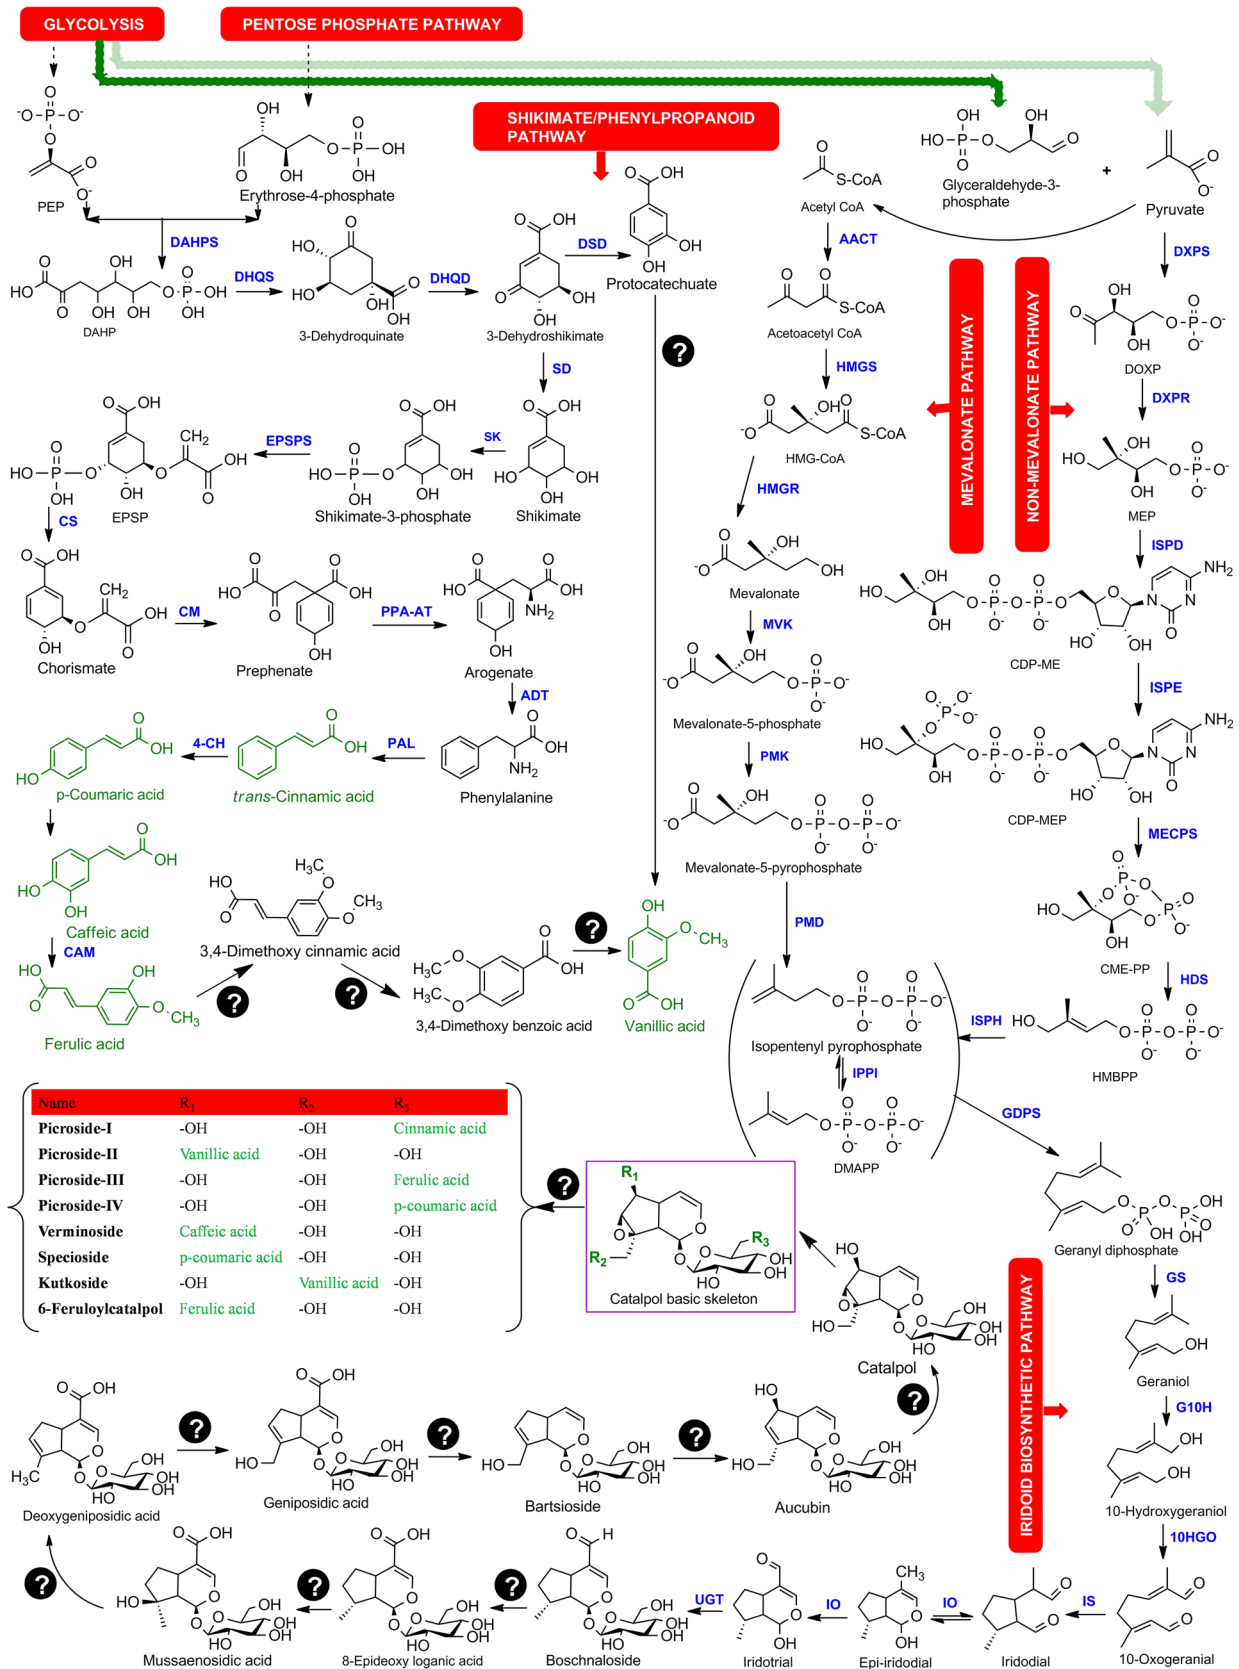 GLYCOLYSIS
PENTOSE PHOSPHATE PATHWAY
SHIKIMATE/PHENYLPROPANOID
PATHWAY
PEP
Erythrose-4-phosphate
Acetyl CoA
Glyceraldehyde-3-
phosphate
+
Pyruvate
DAHPS
DSD
AACT
DXPS
Protocatechuate
DAHP
DHQS
3-Dehydroquinate
DHQD
3-Dehydroshikimate
Acetoacetyl CoA
DOXP
?
SD
HMGS
DXPR
MEVALONATE PATHWAY
NON-MEVALONATE PATHWAY
EPSPS
SK
EPSP
Shikimate-3-phosphate
Shikimate
HMG-CoA
HMGR
MEP
CS
ISPD
Chorismate
CM
Prephenate
PPA-AT
Arogenate
Mevalonate
MVK
CDP-ME
ADT
ISPE
Mevalonate-5-phosphate
PMK
p-Coumaric acid
4-CH
trans-Cinnamic acid
PAL
Phenylalanine
CDP-MEP
MECPS
Mevalonate-5-pyrophosphate
PMD
Caffeic acid
CAM
3,4-Dimethoxy cinnamic acid
?
?
?
CME-PP
HDS
Ferulic acid
3,4-Dimethoxy benzoic acid
Vanillic acid
Isopentenyl pyrophosphate
ISPH
HMBPP
IPPI
DMAPP
GDPS
Geranyl diphosphate
GS
Geraniol
G10H
10-Hydroxygeraniol
10HGO
IRIDOID BIOSYNTHETIC PATHWAY
Name R1 R2 R3
Picroside-I -OH -OH Cinnamic acid
Picroside-II Vanillic acid -OH -OH
Picroside-III -OH -OH Ferulic acid
Picroside-IV -OH -OH p-coumaric acid
Verminoside Caffeic acid -OH -OH
Specioside p-coumaric acid -OH -OH
Kutkoside -OH Vanillic acid -OH
6-Feruloylcatalpol Ferulic acid -OH -OH
?
R1
R2
R3
Catalpol basic skeleton
Catalpol
?
Deoxygeniposidic acid
?
Geniposidic acid
?
Bartsioside
?
Aucubin
?
Mussaenosidic acid
?
8-Epideoxy loganic acid
?
Boschnaloside
UGT
Iridotrial
IO
Epi-iridodial
IO
Iridodial
IS
10-Oxogeranial